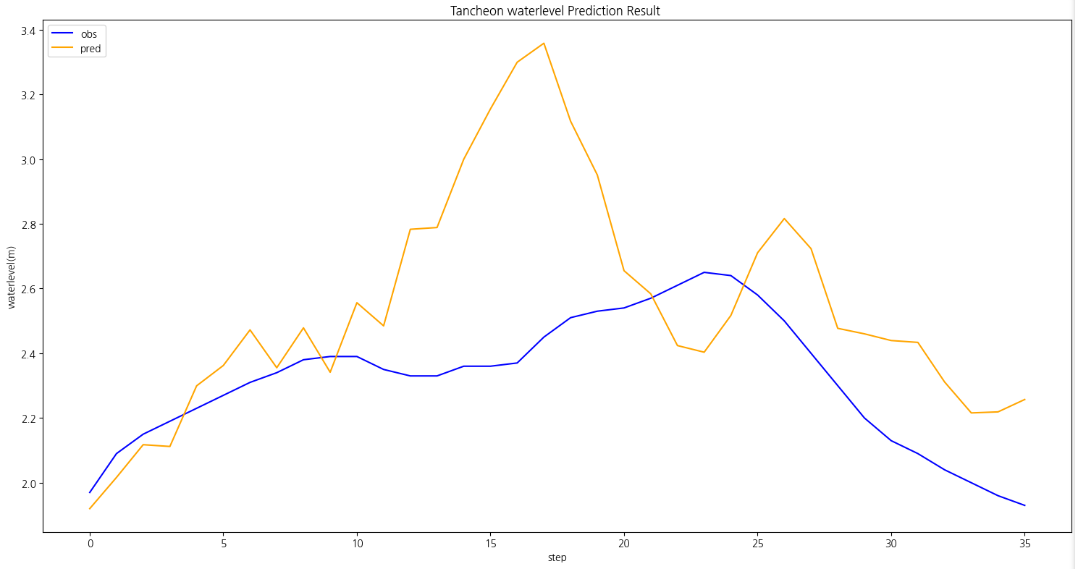 Tancheon waterlevel Prediction Result
obs
pred
waterlevel(m)
3.4
3.2
3.0
2.8
2.6
2.4
2.2
2.0
0 5 10 15 20 25 30 35
step